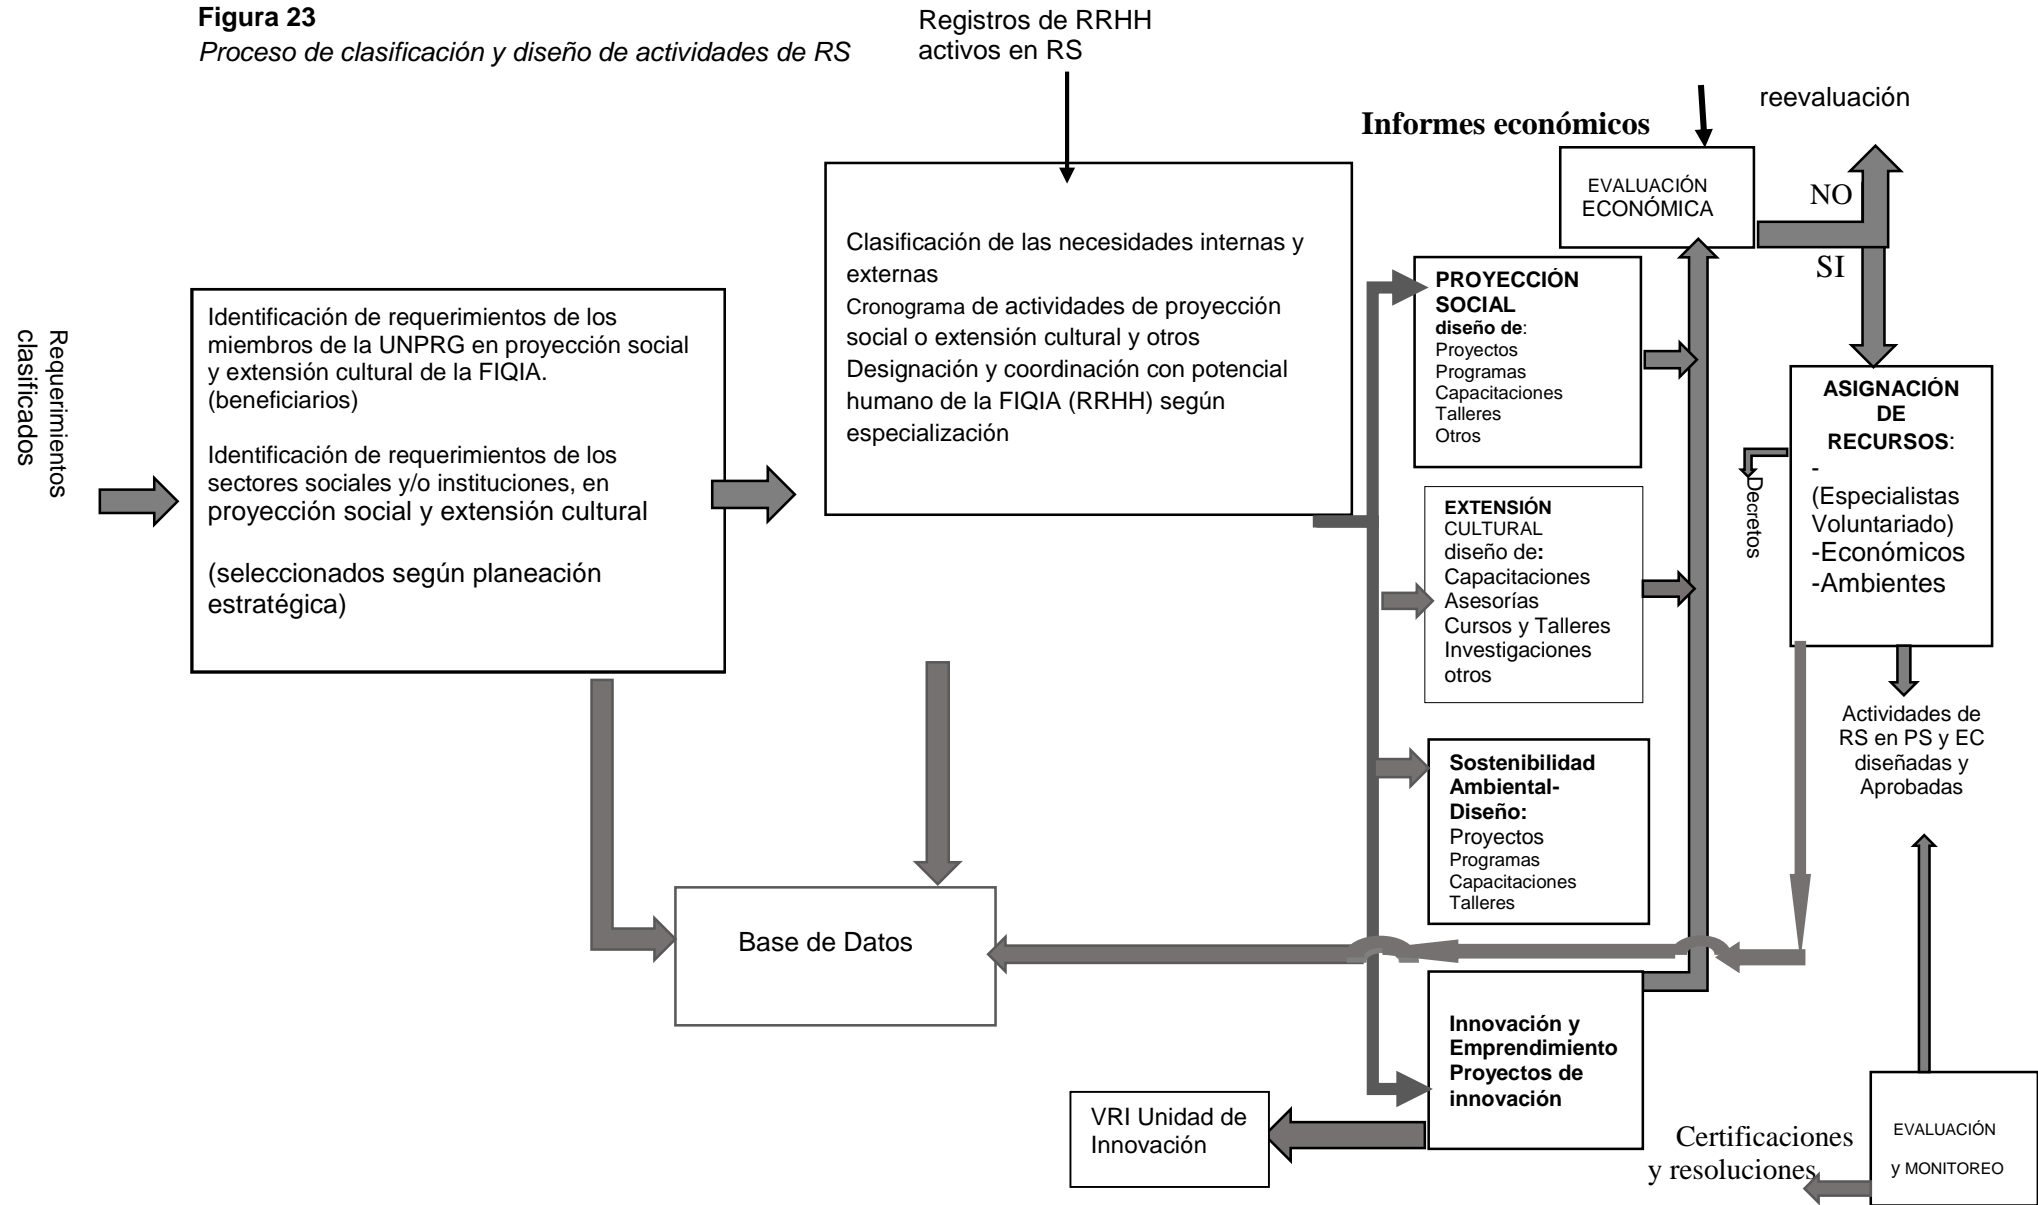 Figura 23
Proceso de clasificación y diseño de actividades de RS
Registros de RRHH
activos en RS
Requerimientos
clasificados
Identificación de requerimientos de los
miembros de la UNPRG en proyección social
y extensión cultural de la FIQIA.
(beneficiarios)
Identificación de requerimientos de los
sectores sociales y/o instituciones, en
proyección social y extensión cultural
(seleccionados según planeación
estratégica)
Clasificación de las necesidades internas y
externas
Cronograma de actividades de proyección
social o extensión cultural y otros
Designación y coordinación con potencial
humano de la FIQIA (RRHH) según
especialización
Base de Datos
PROYECCIÓN
SOCIAL
diseño de:
Proyectos
Programas
Capacitaciones
Talleres
Otros
EXTENSIÓN
CULTURAL
diseño de:
Capacitaciones
Asesorías
Cursos y Talleres
Investigaciones
otros
Sostenibilidad
Ambiental-
Diseño:
Proyectos
Programas
Capacitaciones
Talleres
Innovación y
Emprendimiento
Proyectos de
innovación
VRI Unidad de
Innovación
Informes económicos
EVALUACIÓN
ECONÓMICA
reevaluación
NO
SI
ASIGNACIÓN
DE
RECURSOS:
-
(Especialistas
Voluntariado)
-Económicos
-Ambientes
Decretos
Actividades de
RS en PS y EC
diseñadas y
Aprobadas
EVALUACIÓN
y MONITOREO
Certificaciones
y resoluciones